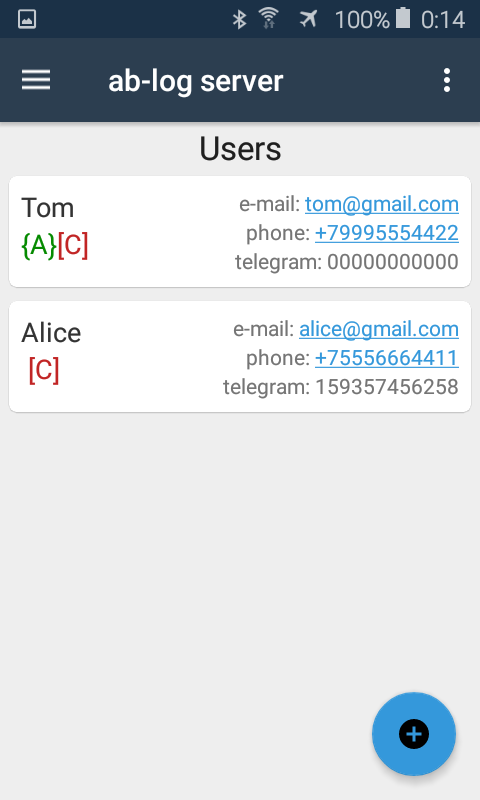 100% 0:14
ab-log server
Users
Tom
{A}[C]
e-mail: tom@gmail.com
phone: +79995554422
telegram: 00000000000
Alice
[C]
e-mail: alice@gmail.com
phone: +75556664411
telegram: 159357456258